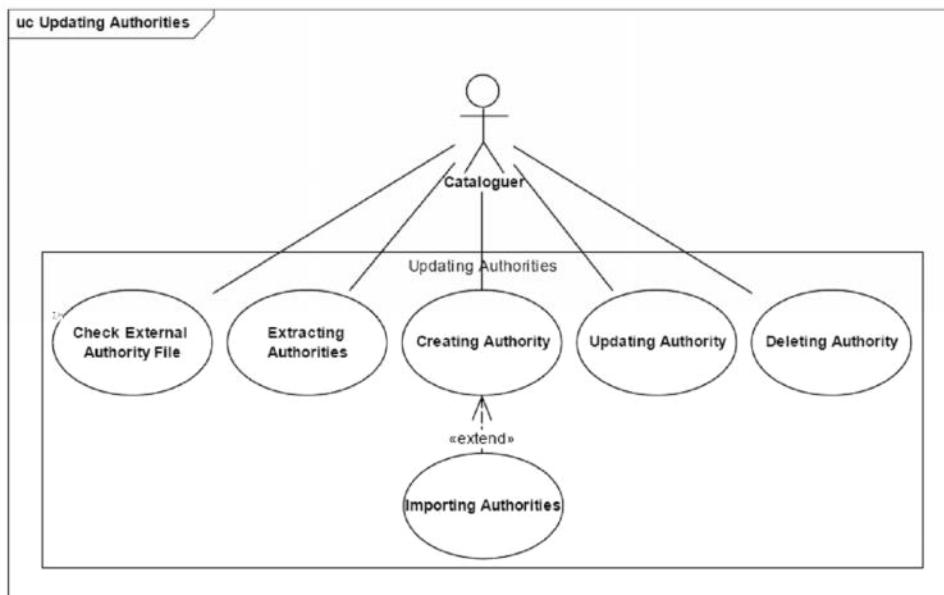 uc Updating Authorities
Cataloguer
Updating Authorities
Check External
Authority File
Extracting
Authorities
Creating Authority
Updating Authority
Deleting Authority
«extend»
Importing Authorities